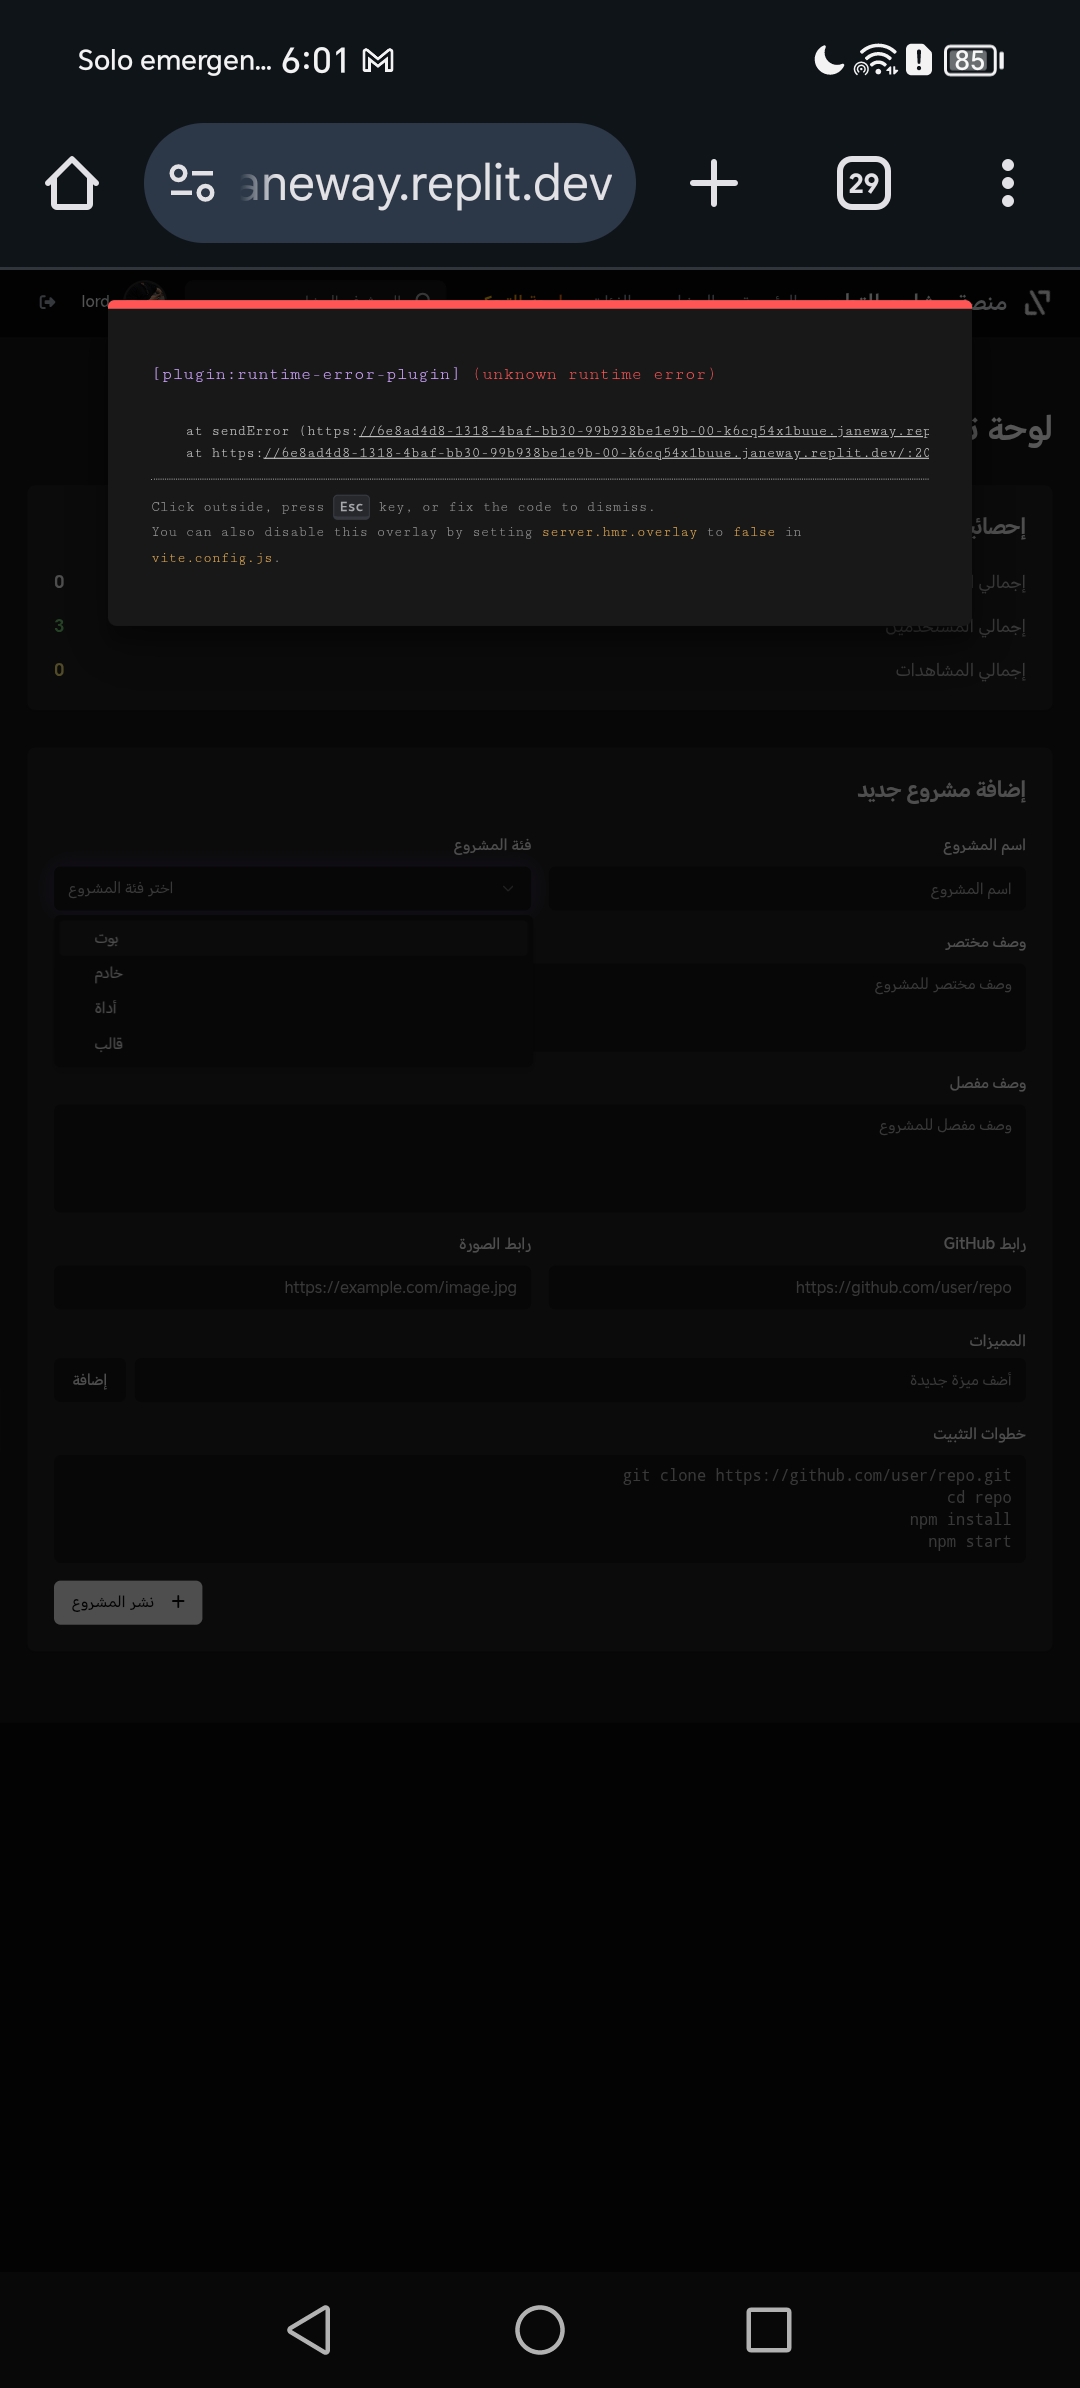 Solo emergen... 6:01
85
aneway.replit.dev
29
lord
[plugin:runtime-error-plugin] (unknown runtime error)
at sendError (https://6e8ad4d8-1318-4baf-bb30-99b938be1e9b-00-k6cq54x1buue.janeway.rep
at https://6e8ad4d8-1318-4baf-bb30-99b938be1e9b-00-k6cq54x1buue.janeway.replit.dev/:20
Click outside, press Esc key, or fix the code to dismiss.
You can also disable this overlay by setting server.hmr.overlay to false in
vite.config.js.
لوحة
إجمالي
0
إجمالي المستخدمين
3
إجمالي المشاهدات
0
إضافة مشروع جديد
اسم المشروع
فئة المشروع
اسم المشروع
اختر فئة المشروع
بوت
خادم
أداة
قالب
وصف مختصر
وصف مختصر للمشروع
وصف مفصل
وصف مفصل للمشروع
رابط GitHub
رابط الصورة
https://github.com/user/repo
https://example.com/image.jpg
المميزات
أضف ميزة جديدة
إضافة
خطوات التثبيت
git clone https://github.com/user/repo.git
cd repo
npm install
npm start
نشر المشروع